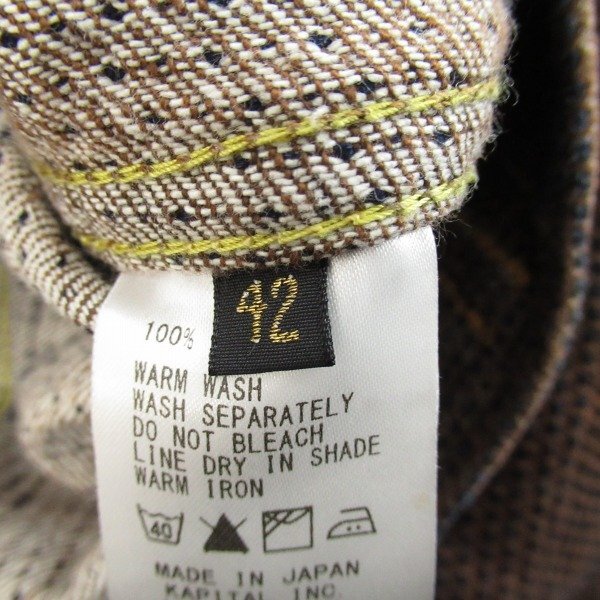 42
100%
WARM WASH
WASH SEPARATELY
DO NOT BLEACH
LINE DRY IN SHADE
WARM IRON
40
MADE IN JAPAN
KAPITAL INC.